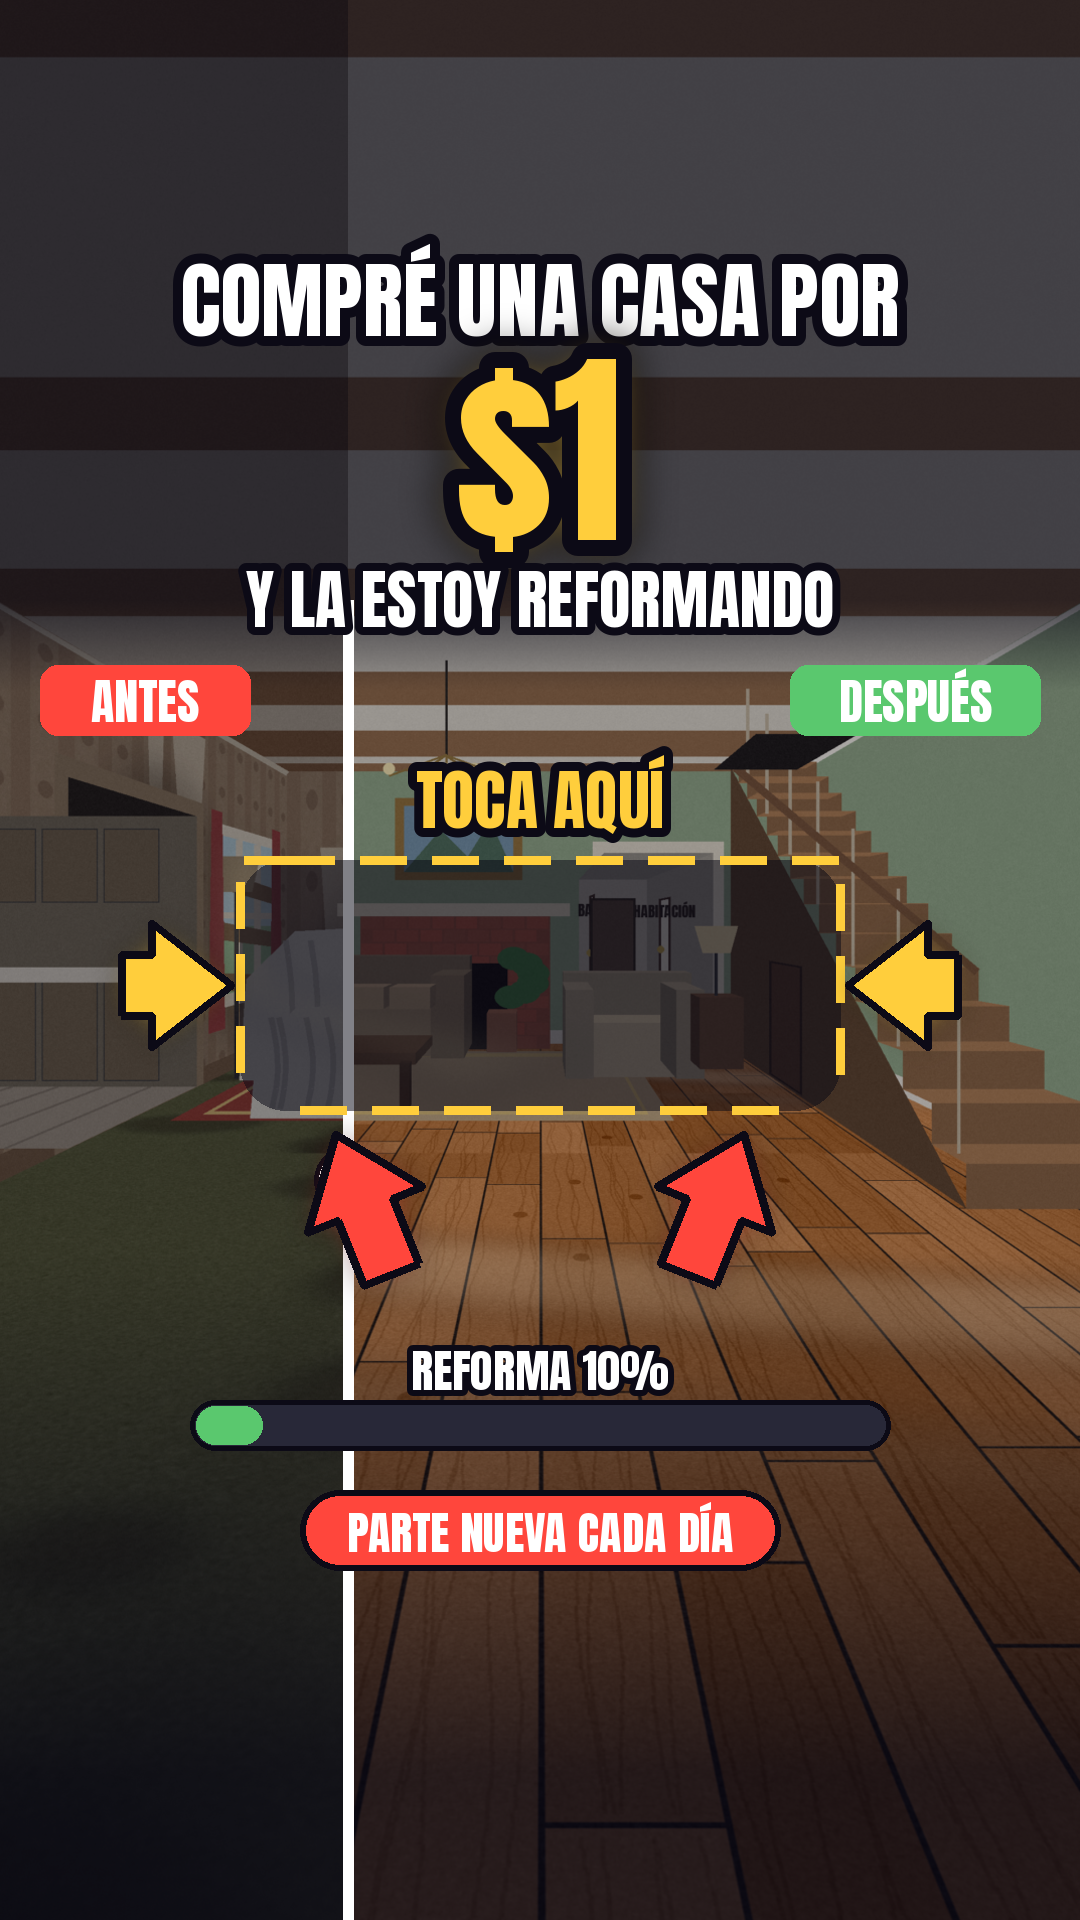 COMPRÉ UNA CASA POR
$1
Y LA ESTOY REFORMANDO
ANTES
DESPUÉS
TOCA AQUÍ
HABITACIÓN
REFORMA 10%
PARTE NUEVA CADA DÍA